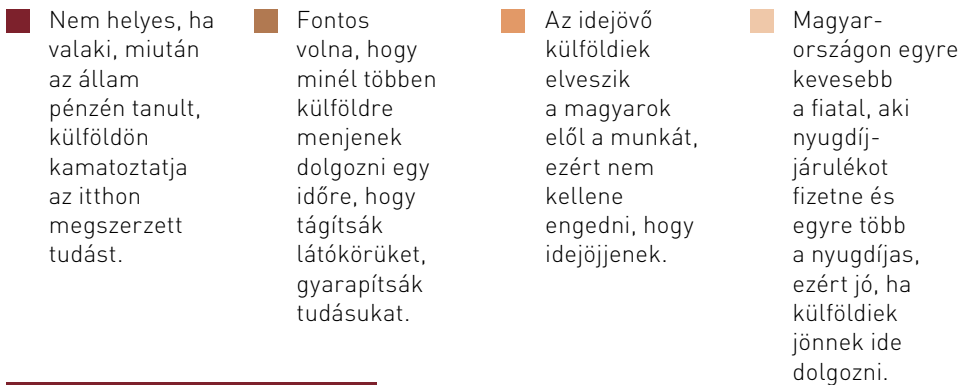 Nem helyes, ha
valaki, miután
az állam
pénzén tanult,
külföldön
kamatoztatja
az itthon
megszerzett
tudást.
Fontos
volna, hogy
minél többen
külföldre
menjenek
dolgozni egy
időre, hogy
tágítsák
látókörüket,
gyarapítsák
tudásukat.
Az idejövő
külföldiek
elveszik
a magyarok
elől a munkát,
ezért nem
kellene
engedni, hogy
idejöjjenek.
Magyar-
országon egyre
kevesebb
a fiatal, aki
nyugdíj-
járulékot
fizetne és
egyre több
a nyugdíjas,
ezért jó, ha
külföldiek
jönnek ide
dolgozni.